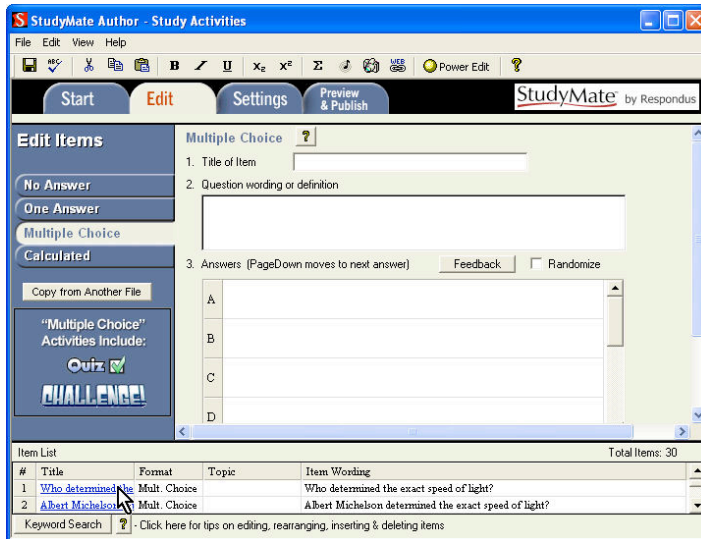 StudyMate Author - Study Activities
File Edit View Help
ABC B I U X₂ X² Σ WEB Power Edit ?
Start Edit Settings Preview & Publish StudyMate by Respondus
Edit Items
No Answer
One Answer
Multiple Choice
Calculated
Copy from Another File
"Multiple Choice"
Activities Include:
Quiz
CHALLENGE!
Multiple Choice ?
1. Title of Item
2. Question wording or definition
3. Answers (PageDown moves to next answer) Feedback Randomize
A
B
C
D
Item List Total Items: 30
# Title Format Topic Item Wording
1 Who determined the Mult. Choice Who determined the exact speed of light?
2 Albert Michelson Mult. Choice Albert Michelson determined the exact speed of light?
Keyword Search ? - Click here for tips on editing, rearranging, inserting & deleting items